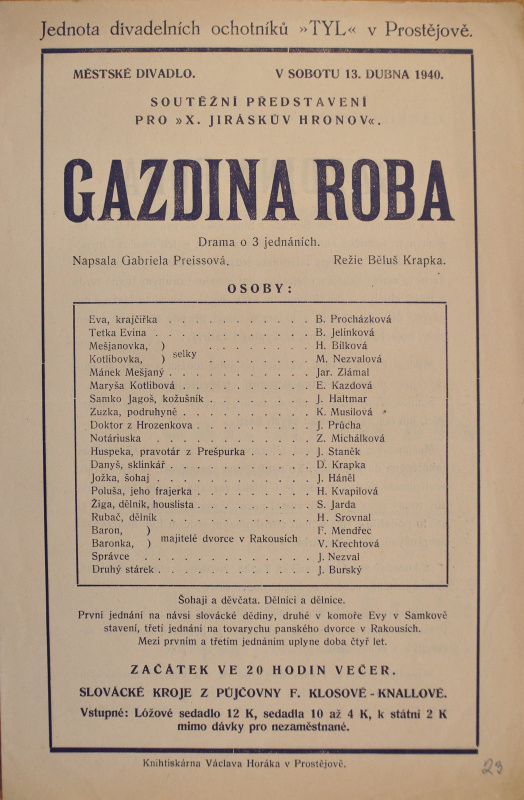 Jednota divadelních ochotníků »TYL« v Prostějově.
MĚSTSKÉ DIVADLO. V SOBOTU 13. DUBNA 1940.
SOUTĚŽNÍ PŘEDSTAVENÍ
PRO »X. JIRÁSKŮV HRONOV«.
GAZDINA ROBA
Drama o 3 jednáních.
Napsala Gabriela Preissová. Režie Běluš Krapka.
OSOBY:
Eva, krajčířka . . . . . . . . . . . B. Procházková
Tetka Evina . . . . . . . . . . . . B. Jelínková
Mešjanovka, ) . . . . . . . . H. Bílková
selky
Kotlibovka, ) . . . . . . . . M. Nezvalová
Mánek Mešjaný . . . . . . . . . . . Jar. Zlámal
Maryša Kotlibová . . . . . . . . . . E. Kazdová
Samko Jagoš, kožušník . . . . . . . . J. Haltmar
Zuzka, podruhyně . . . . . . . . . . K. Musilová
Doktor z Hrozenkova . . . . . . . . . J. Průcha
Notáriuska . . . . . . . . . . . . Z. Michálková
Huspeka, pravotár z Prešpurka . . . . . J. Staněk
Danyš, sklinkář . . . . . . . . . . . D. Krapka
Jožka, šohaj . . . . . . . . . . . . J. Háněl
Poluša, jeho frajerka . . . . . . . . . H. Kvapilová
Žiga, dělník, houslista . . . . . . . . . S. Jarda
Rubač, dělník . . . . . . . . . . . H. Srovnal
Baron, ) F. Mendřec
majitelé dvorce v Rakousích
Baronka, ) V. Krechtová
Správce . . . . . . . . . . . . . J. Nezval
Druhý stárek . . . . . . . . . . . . J. Burský
Šohaji a děvčata. Dělníci a dělnice.
První jednání na návsi slovácké dědiny, druhé v komoře Evy v Samkově
stavení, třetí jednání na tovarychu panského dvorce v Rakousích.
Mezi prvním a třetím jednáním uplyne doba čtyř let.
ZAČÁTEK VE 20 HODIN VEČER.
SLOVÁCKÉ KROJE Z PŮJČOVNY F. KLOSOVÉ - KNALLOVÉ.
Vstupné: Lóžové sedadlo 12 K, sedadla 10 až 4 K, k státní 2 K
mimo dávky pro nezaměstnané.
Knihtiskárna Václava Horáka v Prostějově.
23